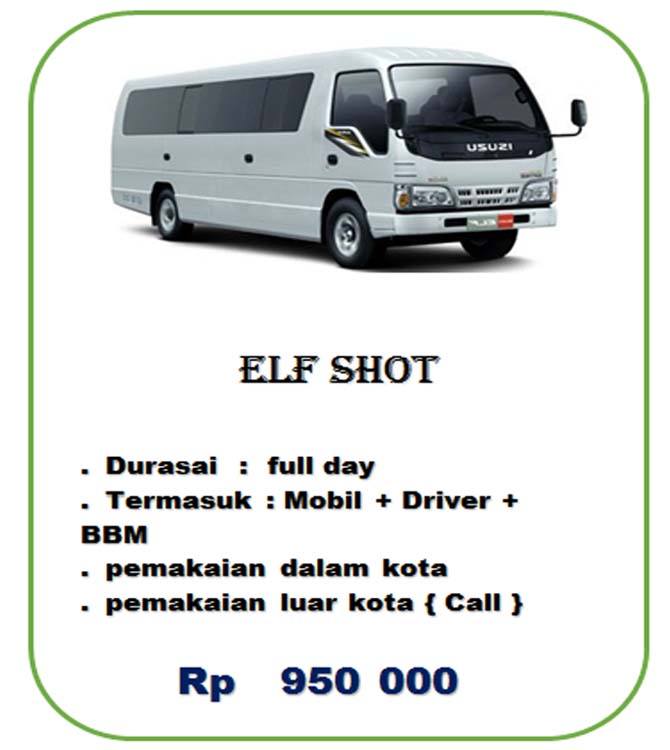 USUZI
ELF SHOT
. Durasai : full day
. Termasuk : Mobil + Driver +
BBM
. pemakaian dalam kota
. pemakaian luar kota { Call }
Rp 950 000